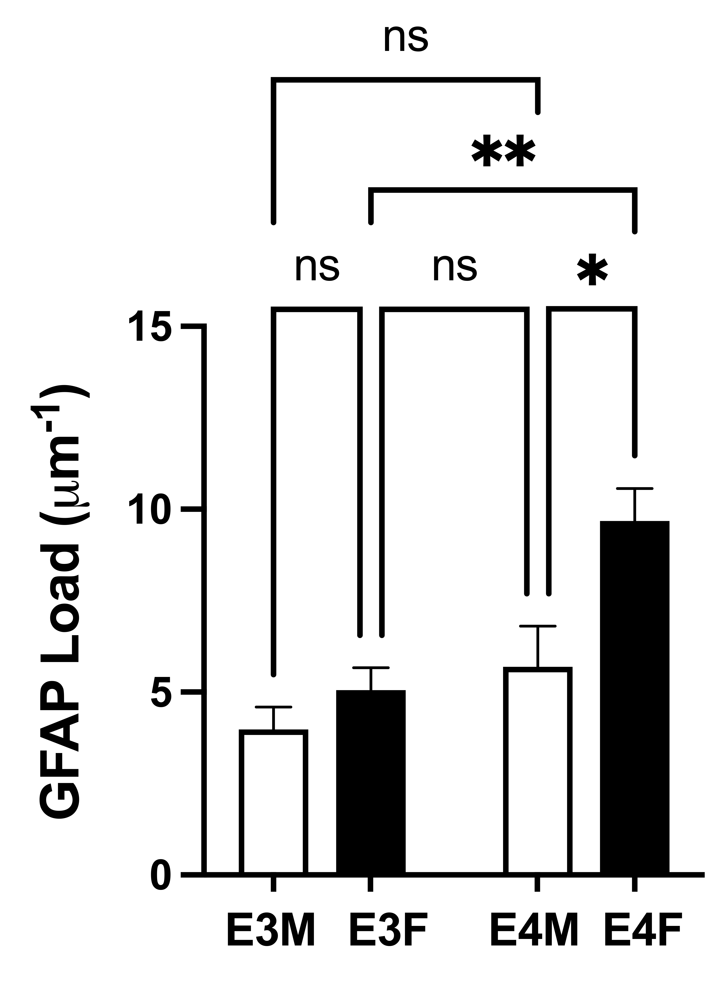 ns
**
ns ns *
15
10
5
0
GFAP Load (μm-1)
E3M E3F E4M E4F